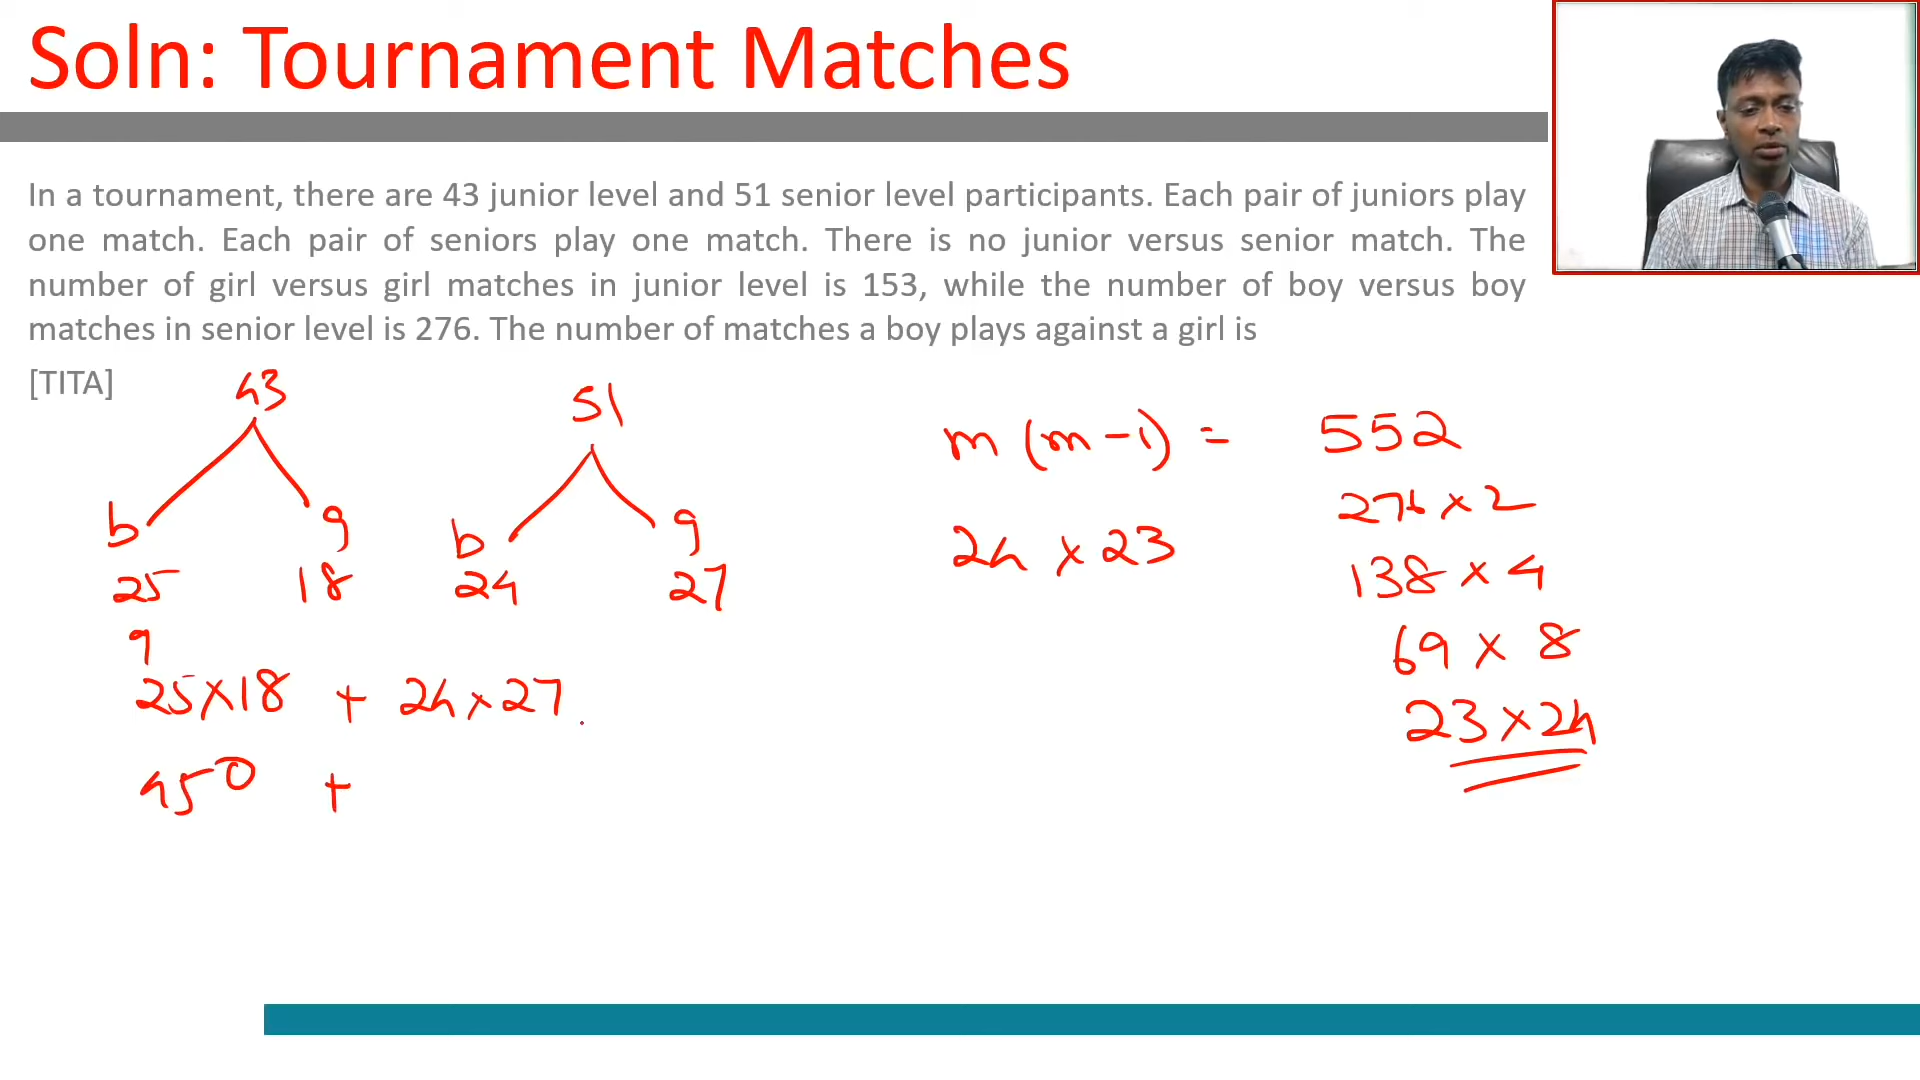 Soln: Tournament Matches
In a tournament, there are 43 junior level and 51 senior level participants. Each pair of juniors play
one match. Each pair of seniors play one match. There is no junior versus senior match. The
number of girl versus girl matches in junior level is 153, while the number of boy versus boy
matches in senior level is 276. The number of matches a boy plays against a girl is
[TITA]
43
b g
25 18
51
b g
24 27
9
25×18 + 24×27
450 +
m (m-1) = 552
276 × 2
24 × 23
138 × 4
69 × 8
23 × 24